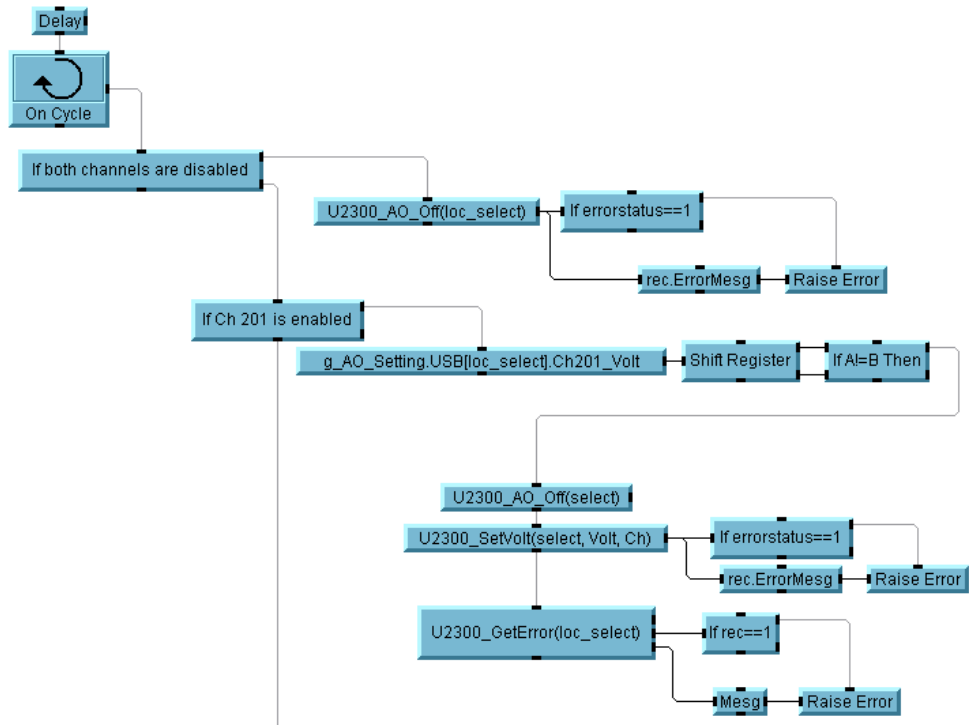 Delay
On Cycle
If both channels are disabled
U2300_AO_Off(loc_select)
If errorstatus==1
rec.ErrorMesg
Raise Error
If Ch 201 is enabled
g_AO_Setting.USB[loc_select].Ch201_Volt
Shift Register
If A!=B Then
U2300_AO_Off(select)
U2300_SetVolt(select, Volt, Ch)
If errorstatus==1
rec.ErrorMesg
Raise Error
U2300_GetError(loc_select)
If rec==1
Mesg
Raise Error